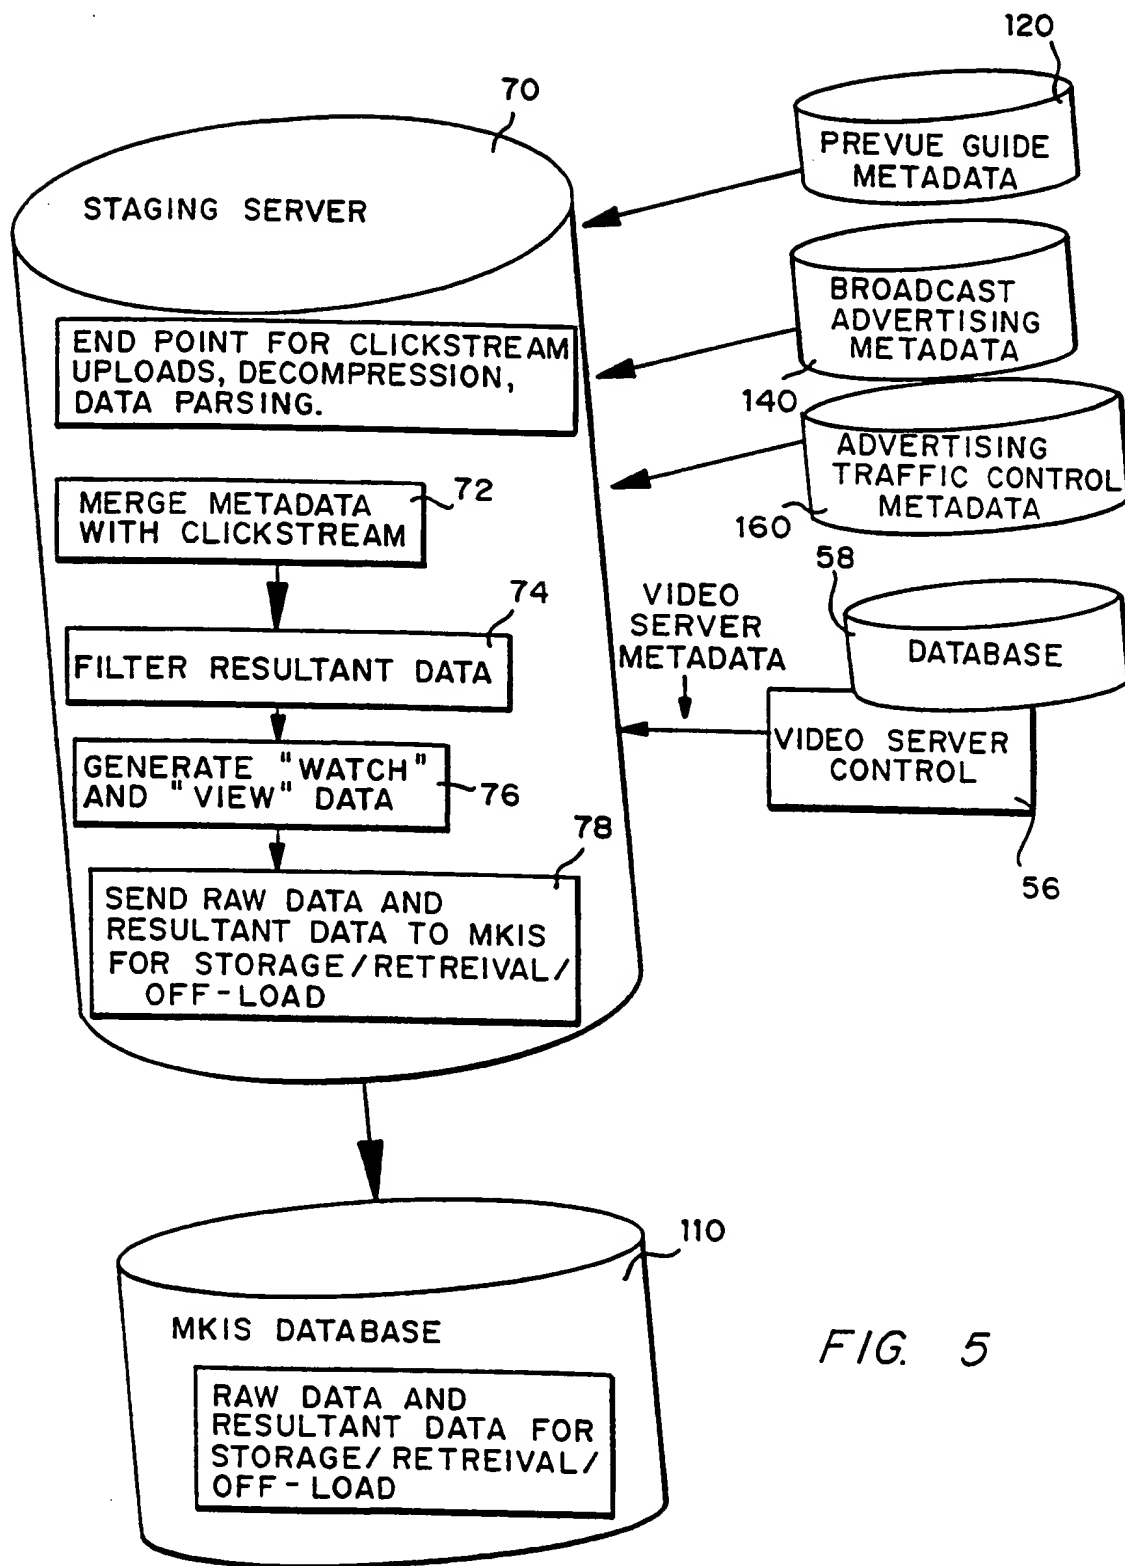 120
PREVUE GUIDE
METADATA
70
STAGING SERVER
BROADCAST
ADVERTISING
METADATA
140
END POINT FOR CLICKSTREAM
UPLOADS, DECOMPRESSION,
DATA PARSING.
ADVERTISING
TRAFFIC CONTROL
METADATA
160
MERGE METADATA
WITH CLICKSTREAM
72
58
DATABASE
VIDEO
SERVER
METADATA
74
FILTER RESULTANT DATA
VIDEO SERVER
CONTROL
56
GENERATE "WATCH"
AND "VIEW" DATA
76
78
SEND RAW DATA AND
RESULTANT DATA TO MKIS
FOR STORAGE/RETREIVAL/
OFF-LOAD
110
MKIS DATABASE
RAW DATA AND
RESULTANT DATA FOR
STORAGE/RETREIVAL/
OFF-LOAD
FIG. 5